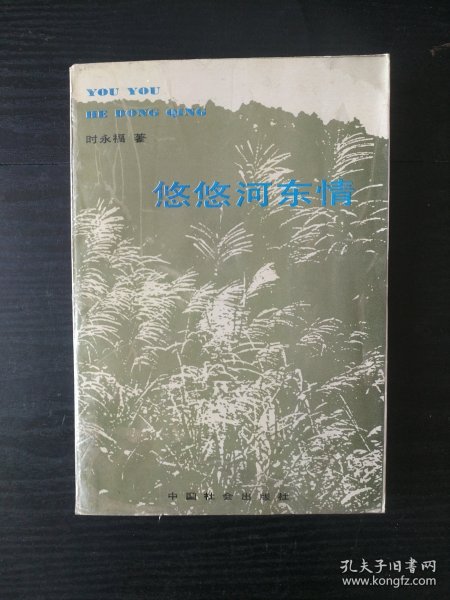 YOU YOU
HE DONG QING
时永福 著
悠悠河东情
中国社会出版社
孔夫子旧书网
www.kongfz.com